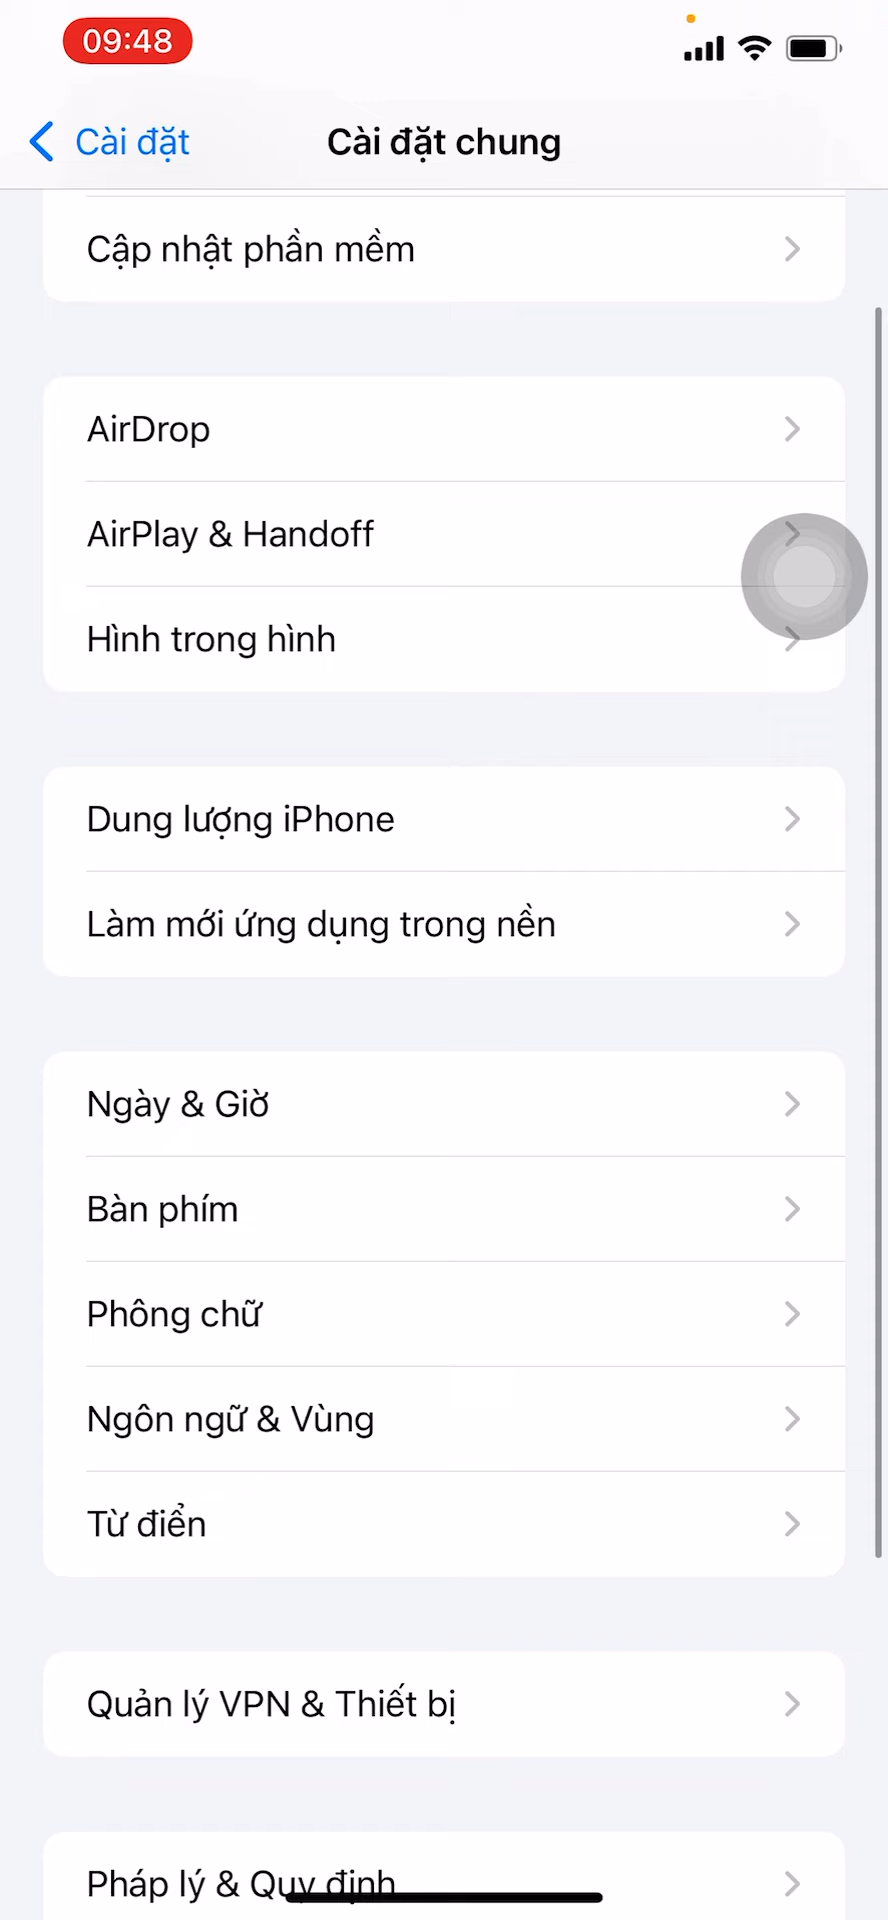 09:48
Cài đặt
Cài đặt chung
Cập nhật phần mềm
AirDrop
AirPlay & Handoff
Hình trong hình
Dung lượng iPhone
Làm mới ứng dụng trong nền
Ngày & Giờ
Bàn phím
Phông chữ
Ngôn ngữ & Vùng
Từ điển
Quản lý VPN & Thiết bị
Pháp lý & Quy định